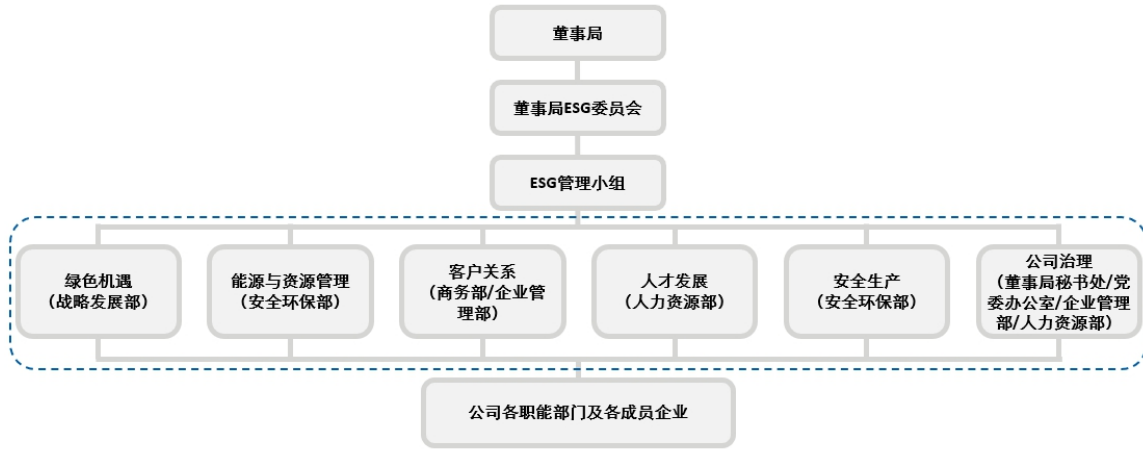 董事局
董事局ESG委员会
ESG管理小组
绿色机遇
（战略发展部）
能源与资源管理
（安全环保部）
客户关系
（商务部/企业管
理部）
人才发展
（人力资源部）
安全生产
（安全环保部）
公司治理
（董事局秘书处/党
委办公室/企业管理
部/人力资源部）
公司各职能部门及各成员企业